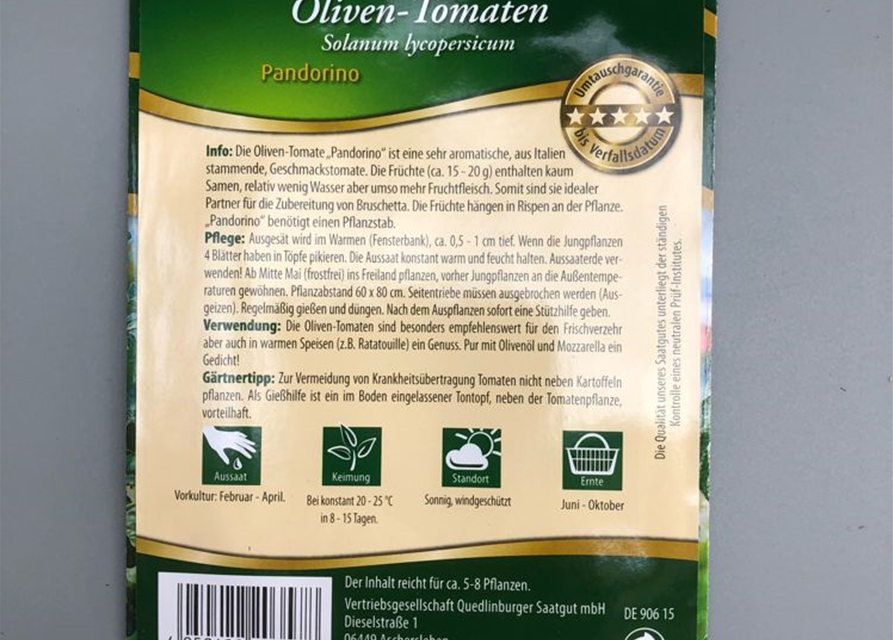 Oliven-Tomaten
Solanum lycopersicum
Pandorino
Umtauschgarantie
bis Verfallsdatum
Info: Die Oliven-Tomate „Pandorino" ist eine sehr aromatische, aus Italien
stammende, Geschmackstomate. Die Früchte (ca. 15 - 20 g) enthalten kaum
Samen, relativ wenig Wasser aber umso mehr Fruchtfleisch. Somit sind sie idealer
Partner für die Zubereitung von Bruschetta. Die Früchte hängen in Rispen an der Pflanze.
„Pandorino" benötigt einen Pflanzstab.
Pflege: Ausgesät wird im Warmen (Fensterbank), ca. 0,5 - 1 cm tief. Wenn die Jungpflanzen
4 Blätter haben in Töpfe pikieren. Die Aussaat konstant warm und feucht halten. Aussaaterde ver-
wenden! Ab Mitte Mai (frostfrei) ins Freiland pflanzen, vorher Jungpflanzen an die Außentempe-
raturen gewöhnen. Pflanzabstand 60 x 80 cm. Seitentriebe müssen ausgebrochen werden (Aus-
geizen). Regelmäßig gießen und düngen. Nach dem Auspflanzen sofort eine Stützhilfe geben.
Verwendung: Die Oliven-Tomaten sind besonders empfehlenswert für den Frischverzehr
aber auch in warmen Speisen (z.B. Ratatouille) ein Genuss. Pur mit Olivenöl und Mozzarella ein
Gedicht!
Gärtnertipp: Zur Vermeidung von Krankheitsübertragung Tomaten nicht neben Kartoffeln
pflanzen. Als Gießhilfe ist ein im Boden eingelassener Tontopf, neben der Tomatenpflanze,
vorteilhaft.
Die Qualität unseres Saatgutes unterliegt der ständigen
Kontrolle eines neutralen Prüf-Institutes.
Aussaat
Vorkultur: Februar - April.
Keimung
Bei konstant 20 - 25 °C
in 8 - 15 Tagen.
Standort
Sonnig, windgeschützt
Ernte
Juni - Oktober
Der Inhalt reicht für ca. 5-8 Pflanzen.
Vertriebsgesellschaft Quedlinburger Saatgut mbH
Dieselstraße 1
06449 Aschersleben
DE 906 15